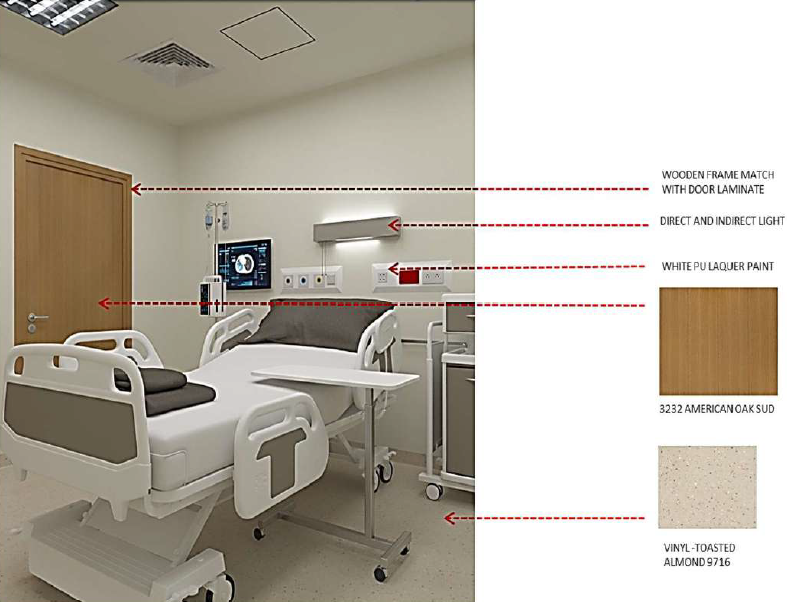 WOODEN FRAME MATCH
WITH DOOR LAMINATE
DIRECT AND INDIRECT LIGHT
WHITE PU LAQUER PAINT
3232 AMERICAN OAK SUD
VINYL -TOASTED
ALMOND 9716